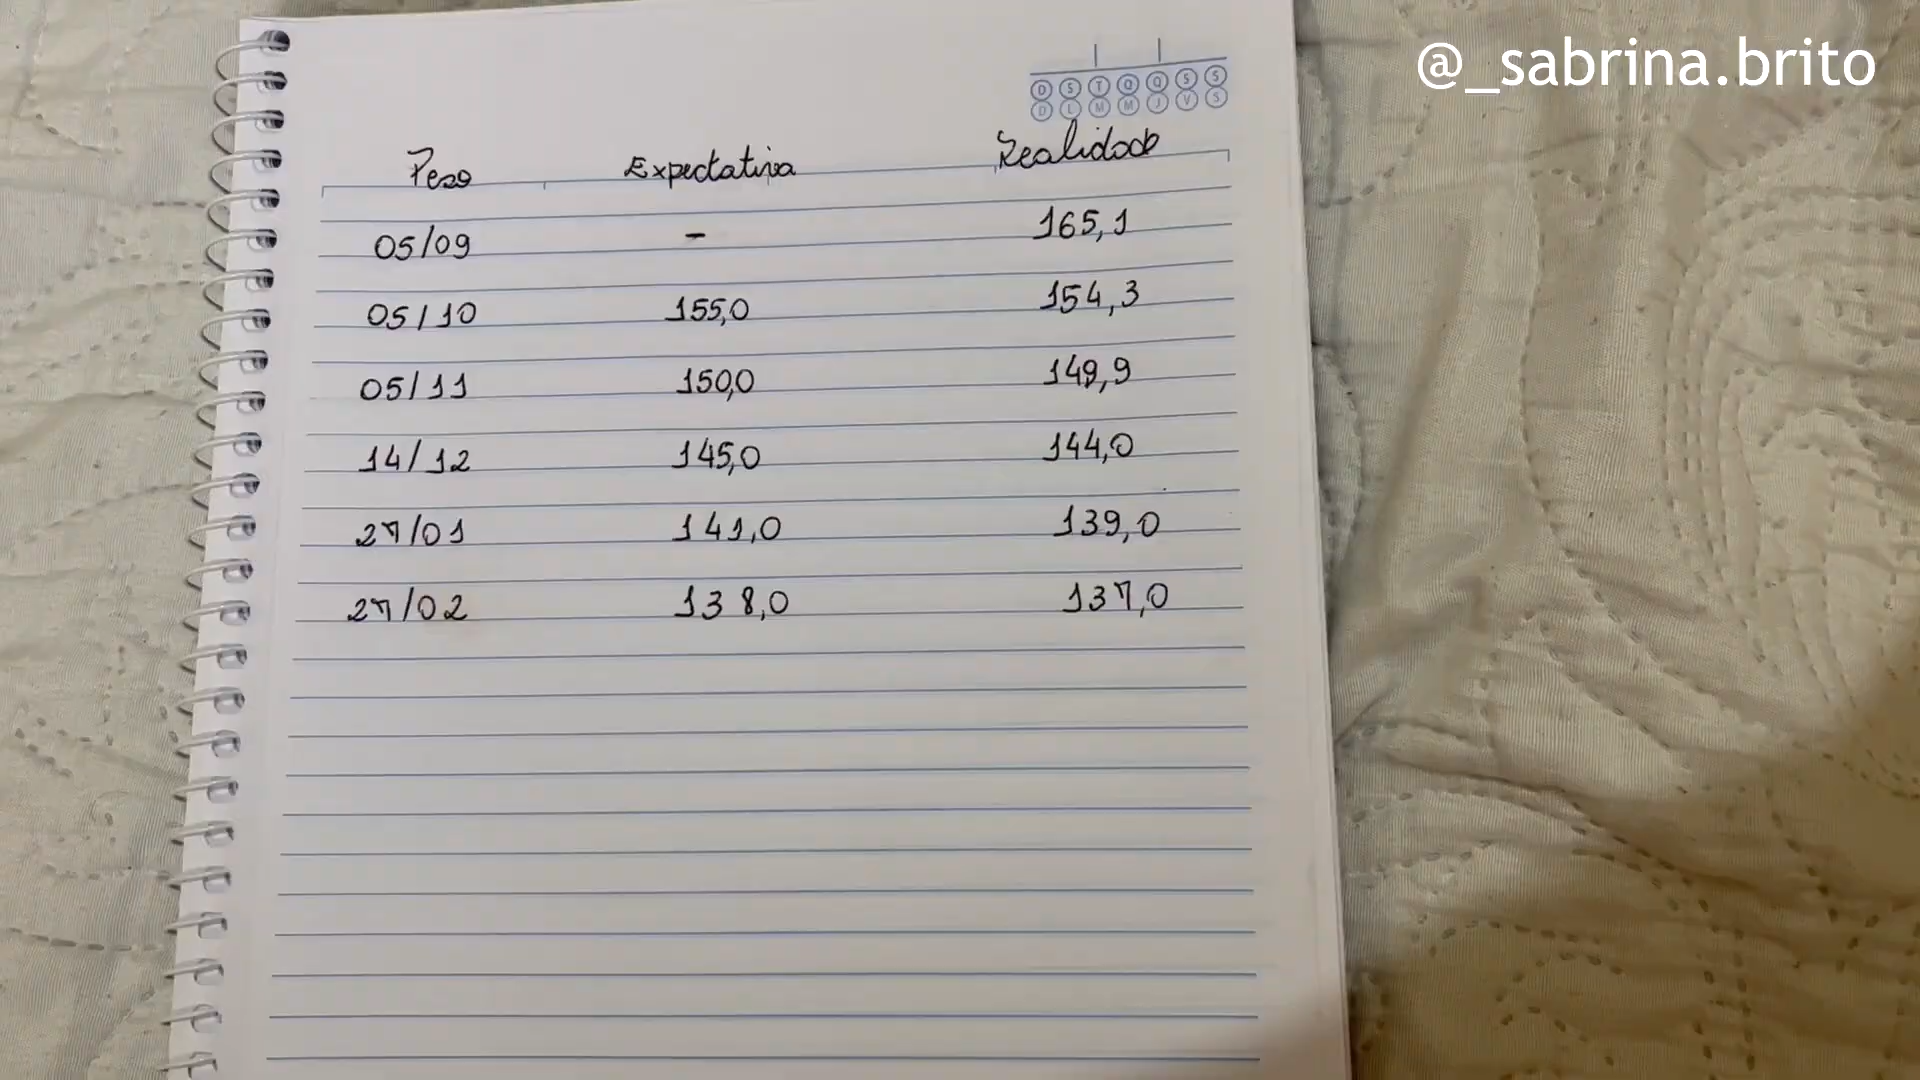 @_sabrina.brito
D S T Q Q S S
D L M M J V S
Peso Expectativa Realidade
05/09 - 165,1
05/10 155,0 154,3
05/11 150,0 149,9
14/12 145,0 144,0
27/01 141,0 139,0
27/02 138,0 137,0